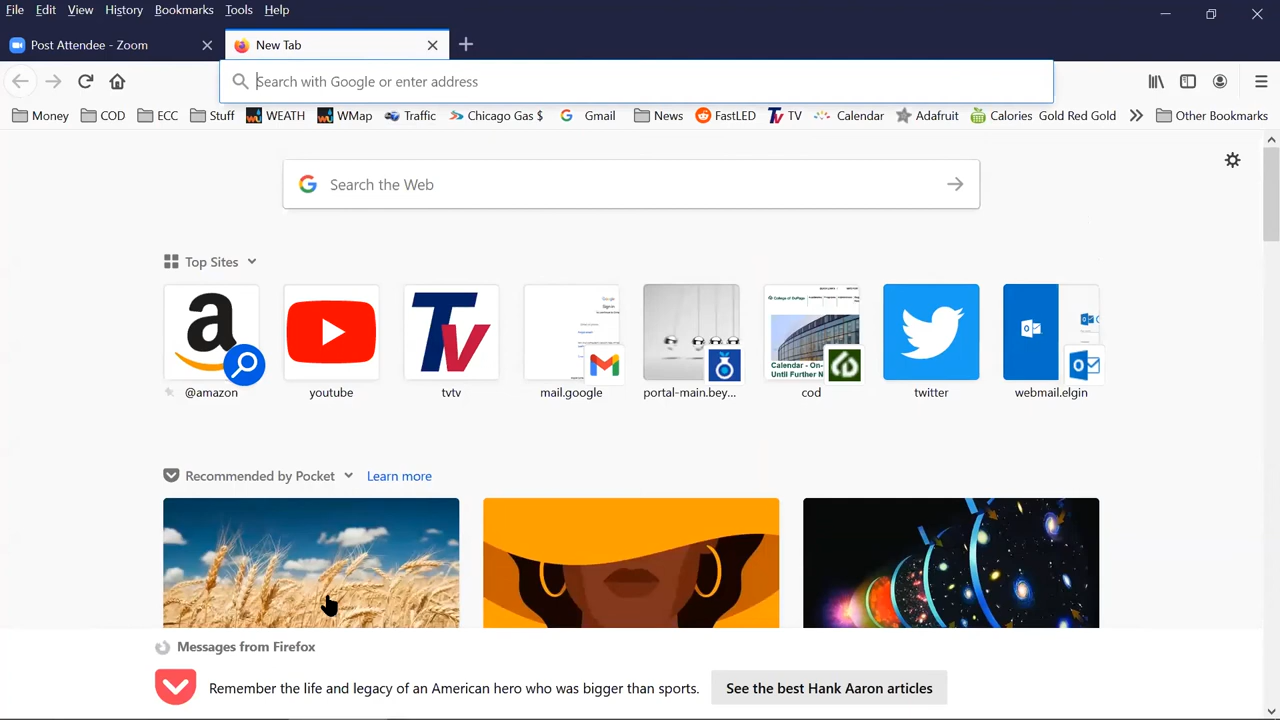 File Edit View History Bookmarks Tools Help
Post Attendee - Zoom
New Tab
Search with Google or enter address
Money COD ECC Stuff WEATH WMap Traffic Chicago Gas $ Gmail News FastLED TV Calendar Adafruit Calories Gold Red Gold Other Bookmarks
Search the Web
Top Sites
@amazon youtube tvtv mail.google portal-main.bey... cod twitter webmail.elgin
Recommended by Pocket Learn more
Messages from Firefox
Remember the life and legacy of an American hero who was bigger than sports. See the best Hank Aaron articles